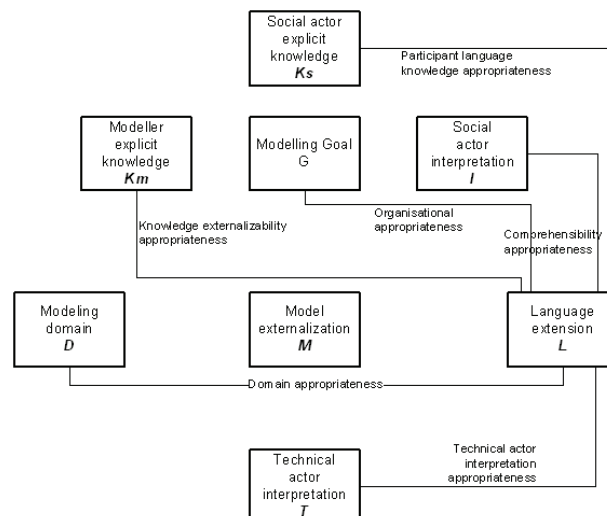 Social actor
explicit
knowledge
Ks
Participant language
knowledge appropriateness
Modeller
explicit
knowledge
Km
Modelling Goal
G
Social
actor
interpretation
I
Knowledge externalizability
appropriateness
Organisational
appropriateness
Comprehensibility
appropriateness
Modeling
domain
D
Model
externalization
M
Language
extension
L
Domain appropriateness
Technical
actor
interpretation
T
Technical actor
interpretation
appropriateness